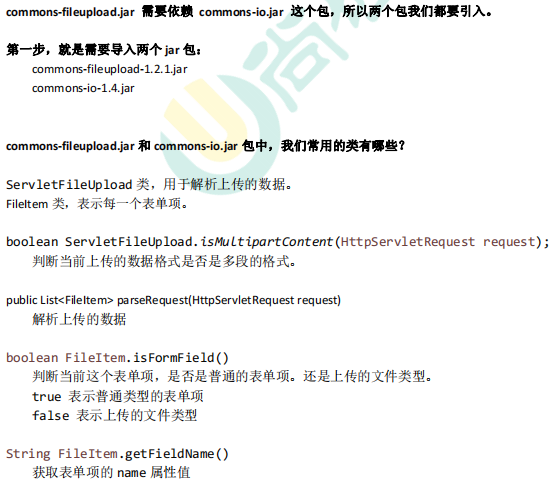 commons-fileupload.jar 需要依赖 commons-io.jar 这个包，所以两个包我们都要引入。
第一步，就是需要导入两个 jar 包：
commons-fileupload-1.2.1.jar
commons-io-1.4.jar
commons-fileupload.jar 和 commons-io.jar 包中，我们常用的类有哪些？
ServletFileUpload 类，用于解析上传的数据。
FileItem 类，表示每一个表单项。
boolean ServletFileUpload.isMultipartContent(HttpServletRequest request);
判断当前上传的数据格式是否是多段的格式。
public List<FileItem> parseRequest(HttpServletRequest request)
解析上传的数据
boolean FileItem.isFormField()
判断当前这个表单项，是否是普通的表单项。还是上传的文件类型。
true 表示普通类型的表单项
false 表示上传的文件类型
String FileItem.getFieldName()
获取表单项的 name 属性值